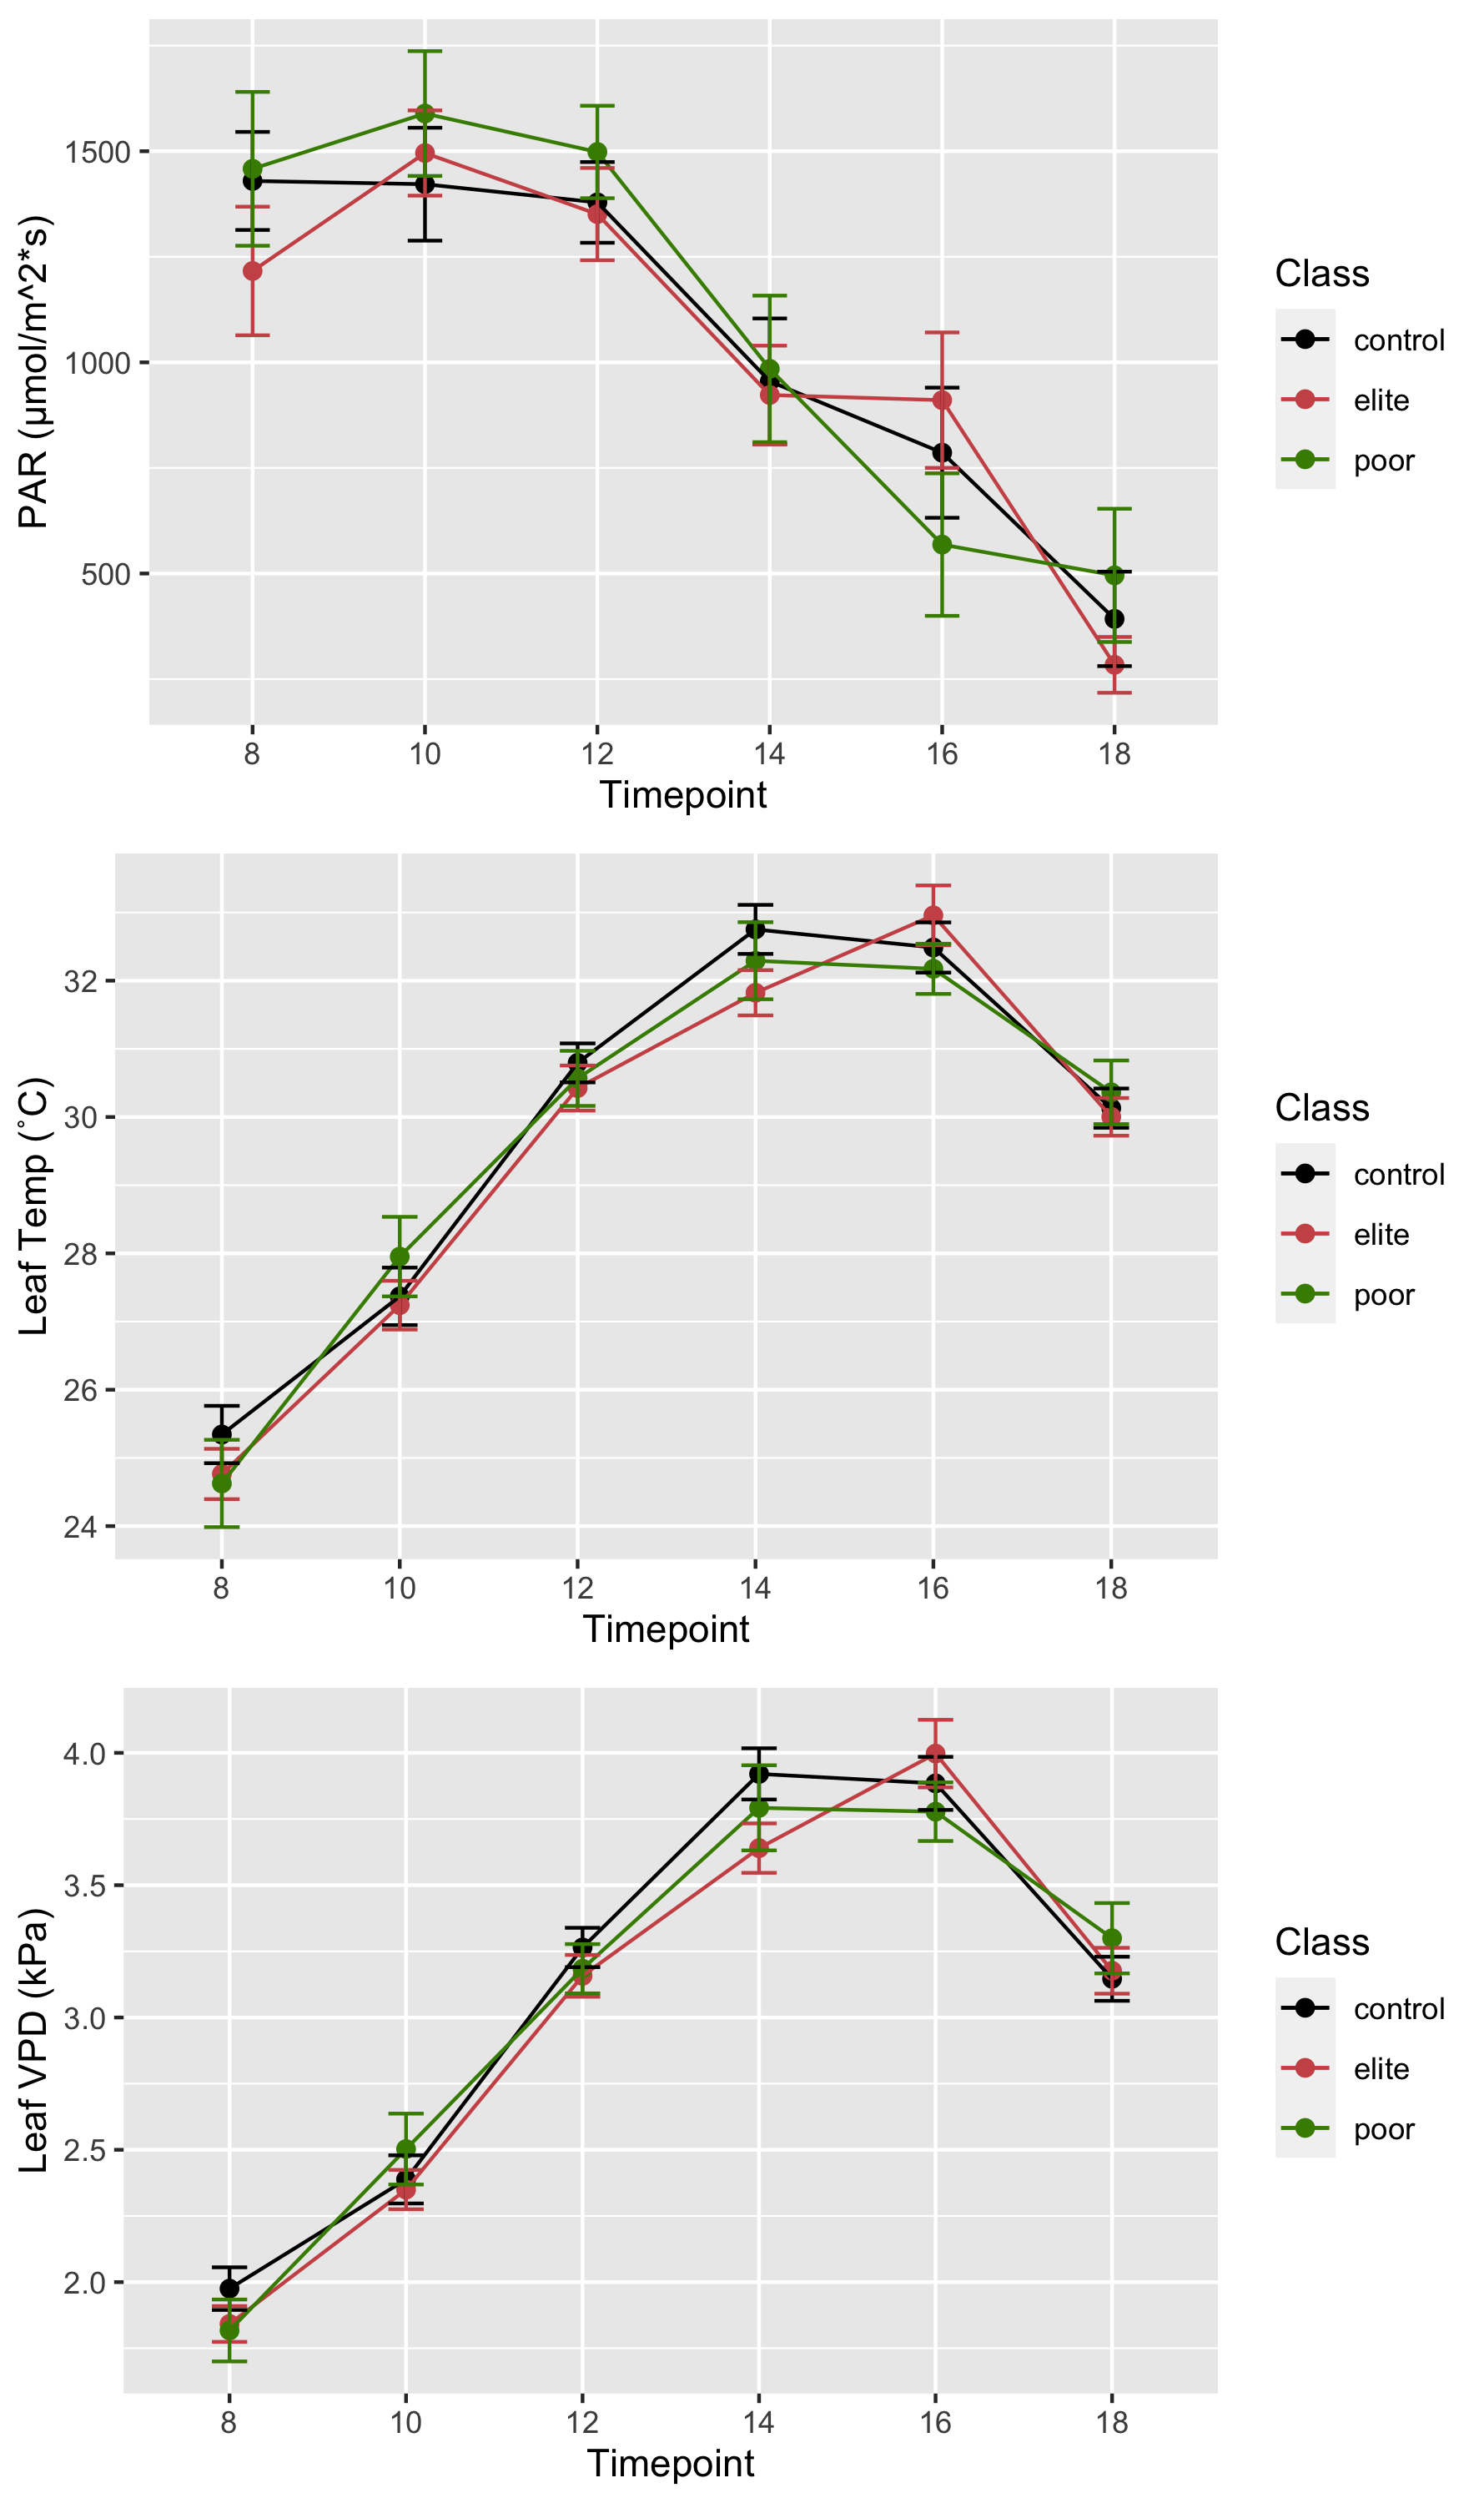 PAR (µmol/m^2*s)
1500
1000
500
8 10 12 14 16 18
Timepoint
Class
control
elite
poor
Leaf Temp (˚C)
32
30
28
26
24
8 10 12 14 16 18
Timepoint
Class
control
elite
poor
Leaf VPD (kPa)
4.0
3.5
3.0
2.5
2.0
8 10 12 14 16 18
Timepoint
Class
control
elite
poor